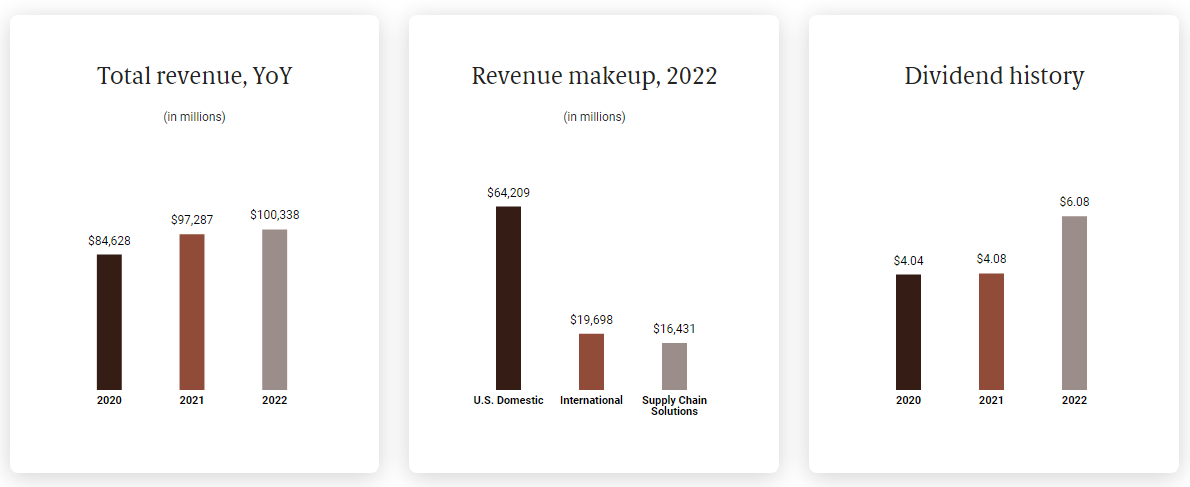 Total revenue, YoY
(in millions)
$84,628
$97,287
$100,338
2020
2021
2022
Revenue makeup, 2022
(in millions)
$64,209
$19,698
$16,431
U.S. Domestic
International
Supply Chain
Solutions
Dividend history
$4.04
$4.08
$6.08
2020
2021
2022